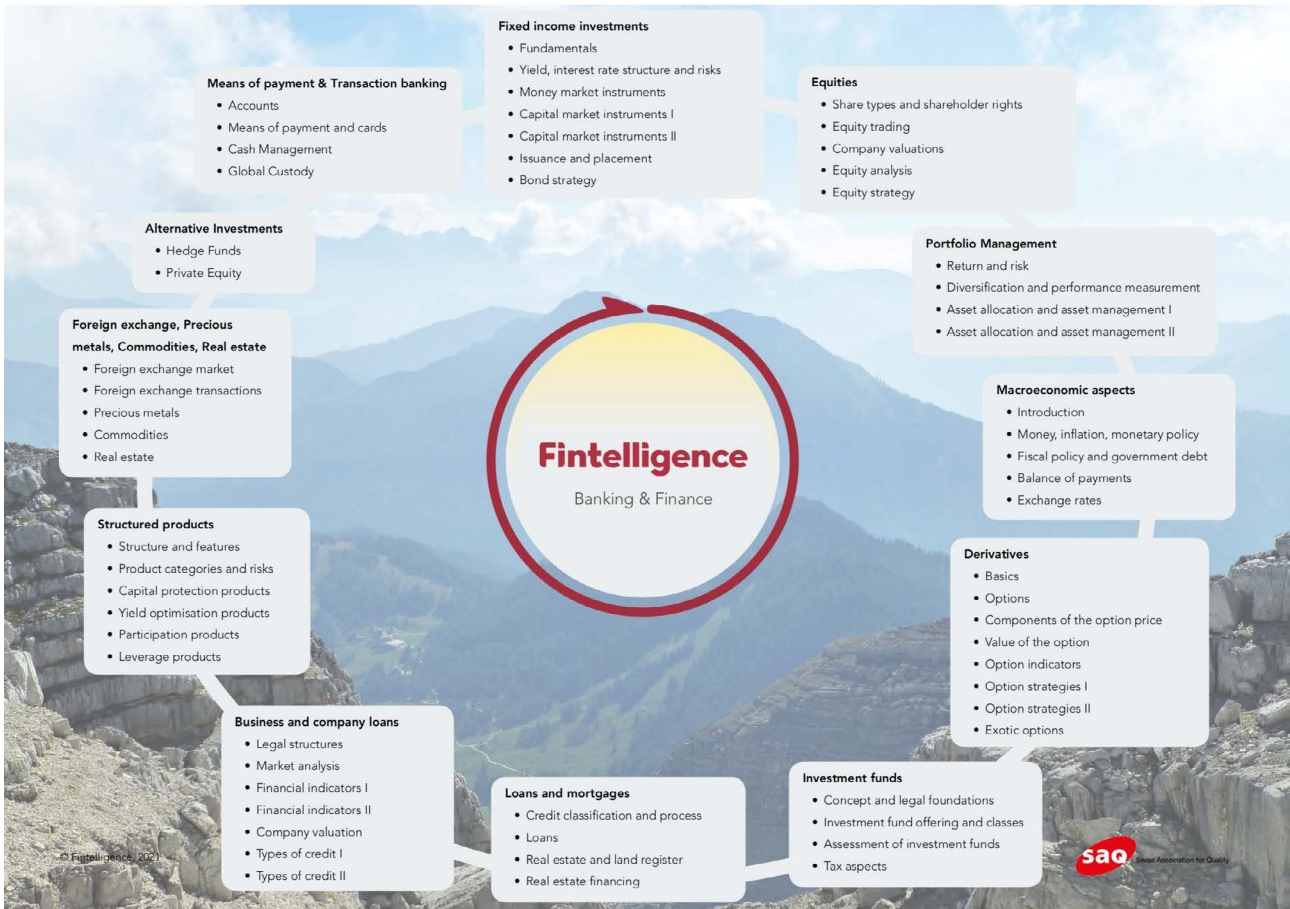 Fixed income investments
• Fundamentals
• Yield, interest rate structure and risks
• Money market instruments
• Capital market instruments I
• Capital market instruments II
• Issuance and placement
• Bond strategy
Equities
• Share types and shareholder rights
• Equity trading
• Company valuations
• Equity analysis
• Equity strategy
Portfolio Management
• Return and risk
• Diversification and performance measurement
• Asset allocation and asset management I
• Asset allocation and asset management II
Macroeconomic aspects
• Introduction
• Money, inflation, monetary policy
• Fiscal policy and government debt
• Balance of payments
• Exchange rates
Derivatives
• Basics
• Options
• Components of the option price
• Value of the option
• Option indicators
• Option strategies I
• Option strategies II
• Exotic options
Investment funds
• Concept and legal foundations
• Investment fund offering and classes
• Assessment of investment funds
• Tax aspects
Loans and mortgages
• Credit classification and process
• Loans
• Real estate and land register
• Real estate financing
Business and company loans
• Legal structures
• Market analysis
• Financial indicators I
• Financial indicators II
• Company valuation
• Types of credit I
• Types of credit II
Structured products
• Structure and features
• Product categories and risks
• Capital protection products
• Yield optimisation products
• Participation products
• Leverage products
Foreign exchange, Precious
metals, Commodities, Real estate
• Foreign exchange market
• Foreign exchange transactions
• Precious metals
• Commodities
• Real estate
Alternative Investments
• Hedge Funds
• Private Equity
Means of payment & Transaction banking
• Accounts
• Means of payment and cards
• Cash Management
• Global Custody
Fintelligence
Banking & Finance
© Fintelligence, 2021
saq
Swiss Association for Quality